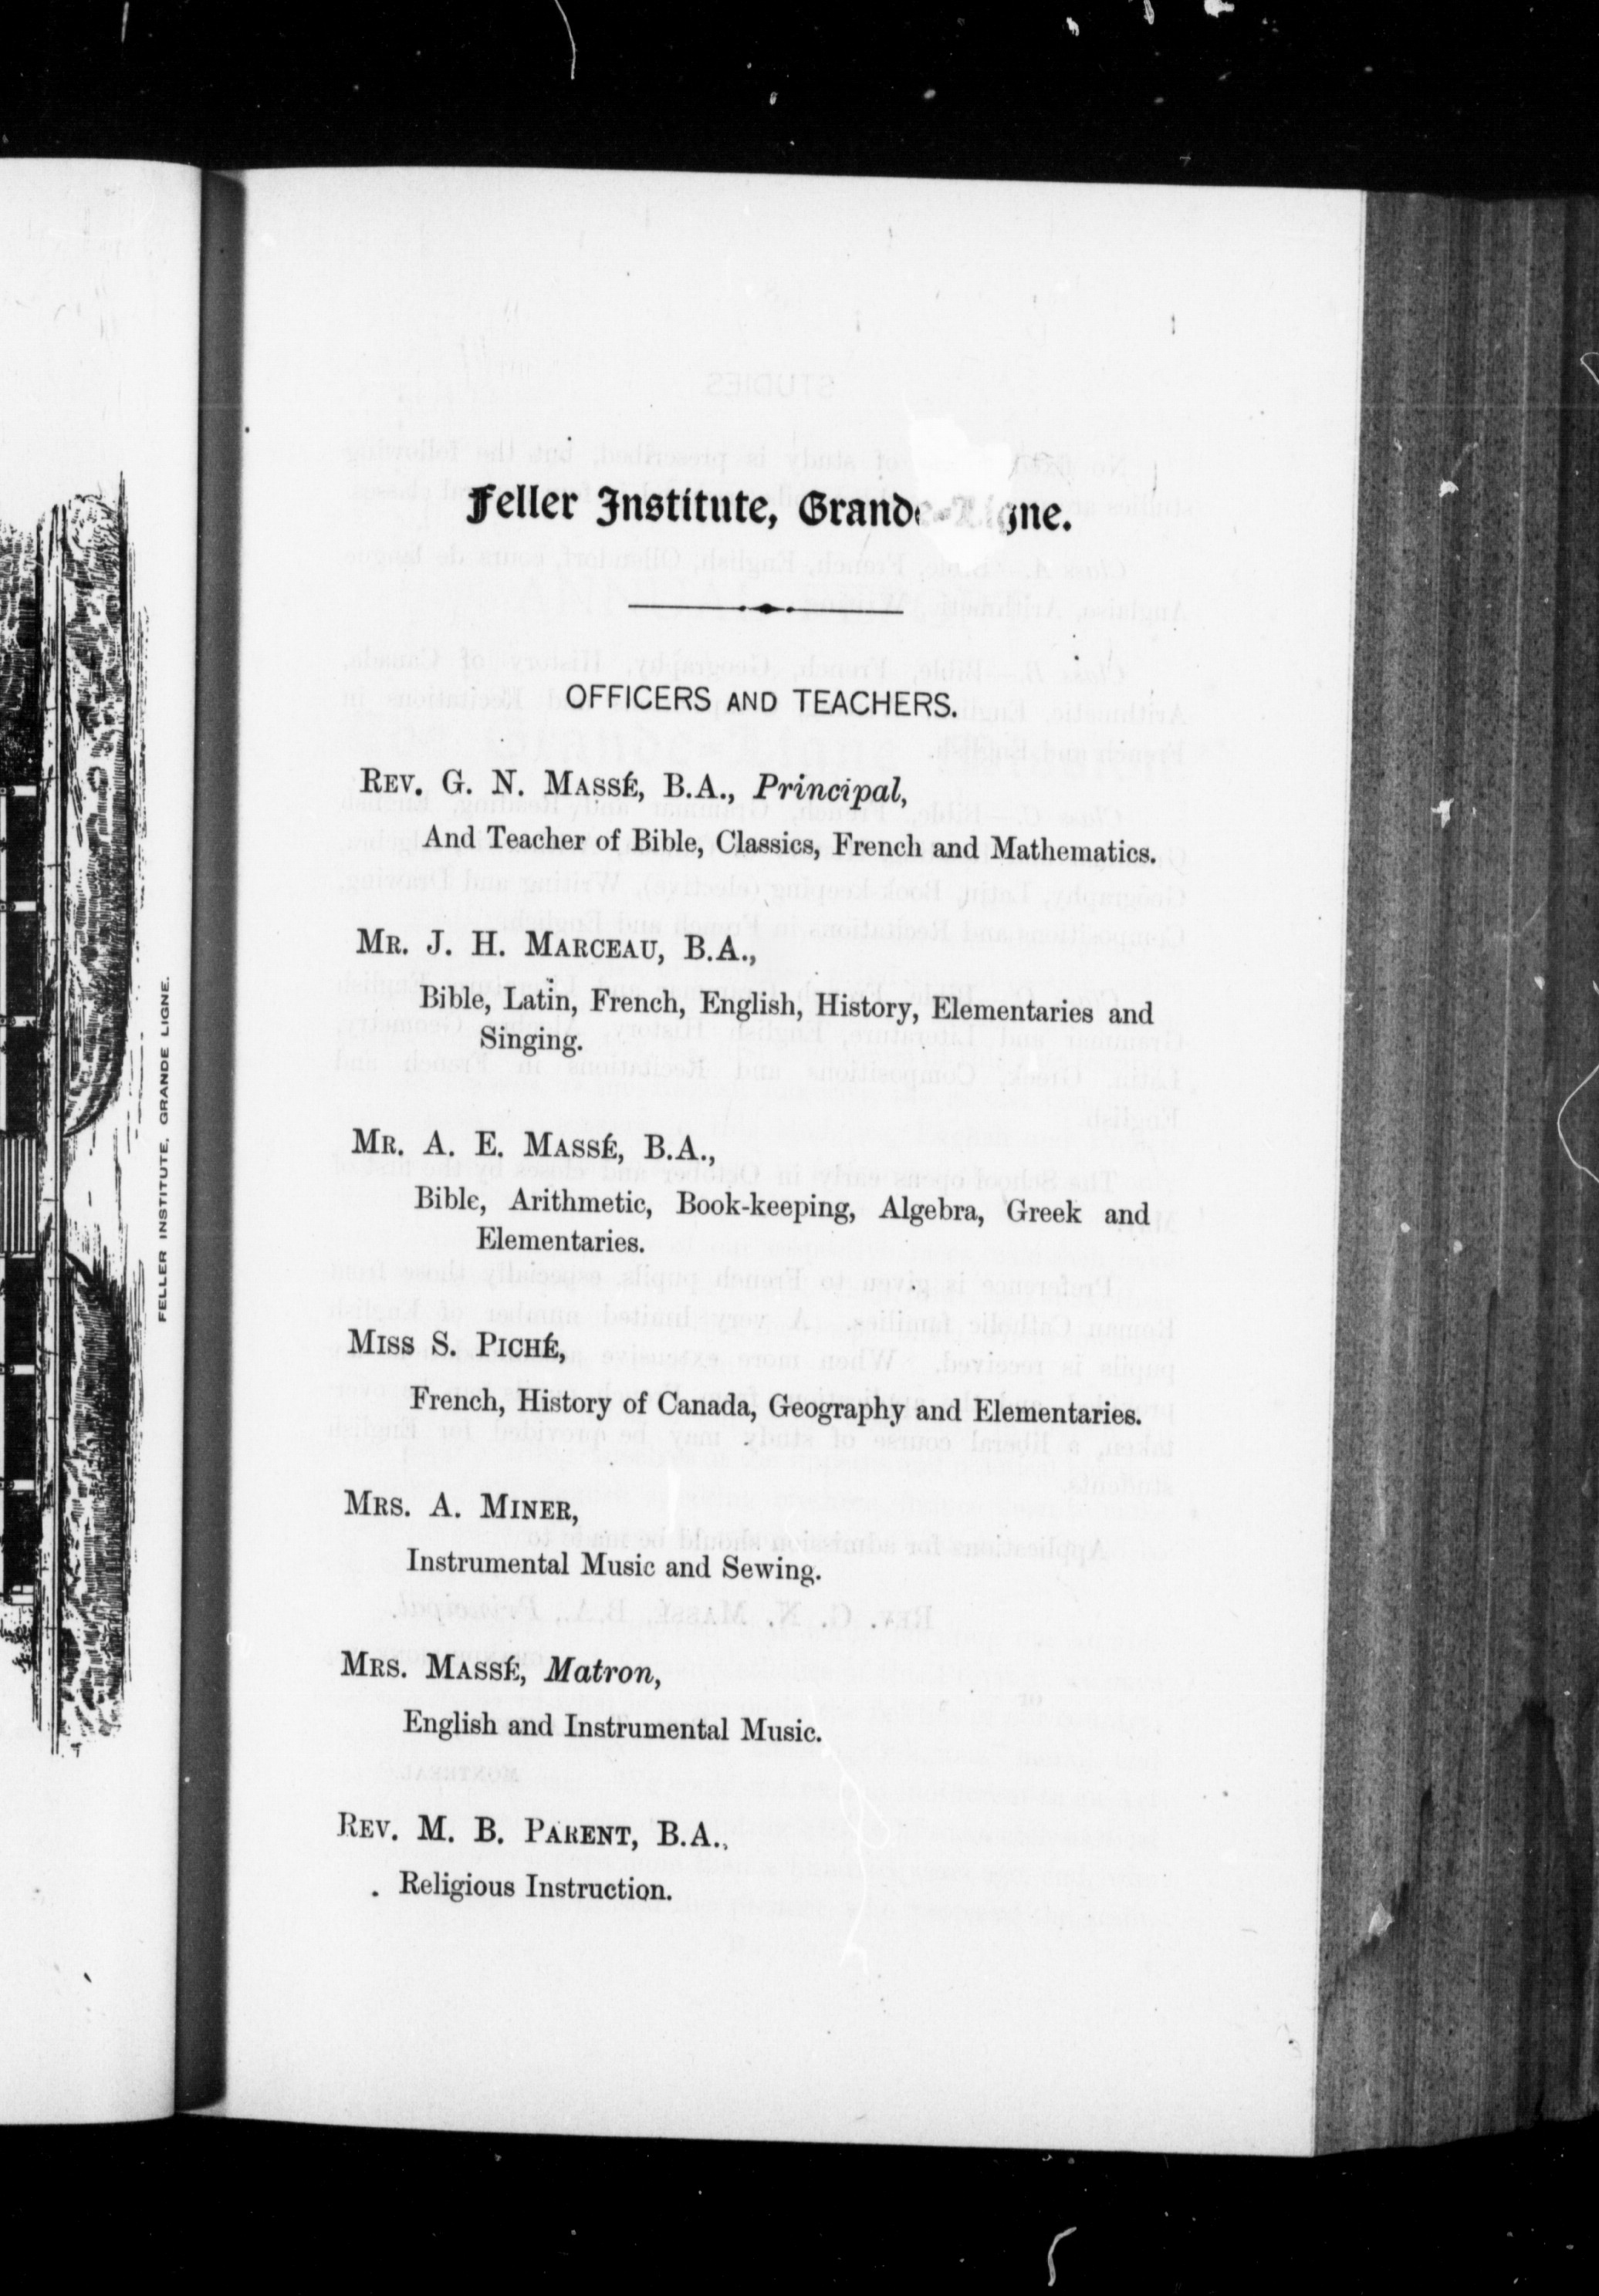 FELLER INSTITUTE, GRANDE LIGNE.
Feller Institute, Grande-Ligne.
OFFICERS AND TEACHERS.
REV. G. N. MASSÉ, B.A., Principal,
And Teacher of Bible, Classics, French and Mathematics.
MR. J. H. MARCEAU, B.A.,
Bible, Latin, French, English, History, Elementaries and
Singing.
MR. A. E. MASSÉ, B.A.,
Bible, Arithmetic, Book-keeping, Algebra, Greek and
Elementaries.
MISS S. PICHÉ,
French, History of Canada, Geography and Elementaries.
MRS. A. MINER,
Instrumental Music and Sewing.
MRS. MASSÉ, Matron,
English and Instrumental Music.
REV. M. B. PARENT, B.A.,
Religious Instruction.